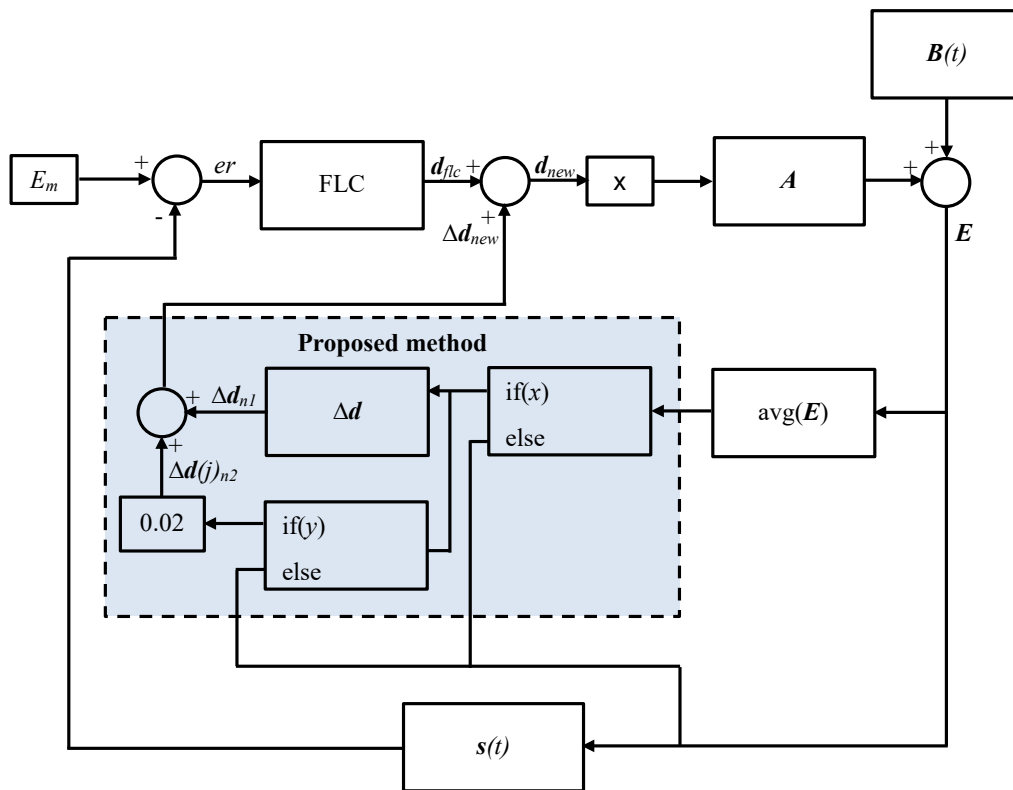 B(t)
+
+
er
+
E_m
-
FLC
d_flc
+
+
Δd_new
d_new
x
A
E
Proposed method
+
Δd_n1
Δd
if(x)
else
avg(E)
+
Δd(j)_n2
0.02
if(y)
else
s(t)